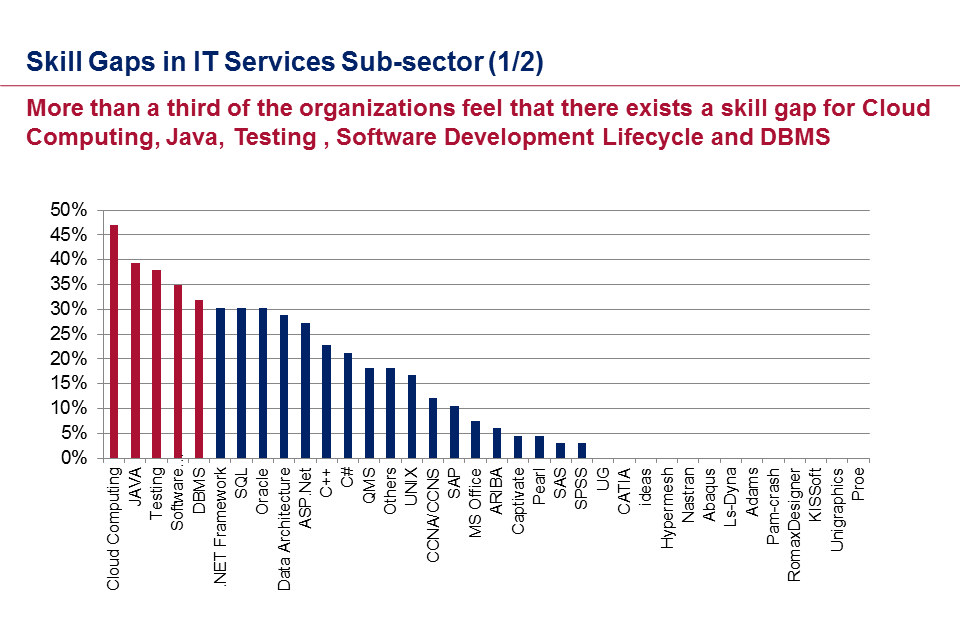 Skill Gaps in IT Services Sub-sector (1/2)
More than a third of the organizations feel that there exists a skill gap for Cloud
Computing, Java, Testing , Software Development Lifecycle and DBMS
50%
45%
40%
35%
30%
25%
20%
15%
10%
5%
0%
Cloud Computing
JAVA
Testing
Software...
DBMS
.NET Framework
SQL
Oracle
Data Architecture
ASP.Net
C++
C#
QMS
Others
UNIX
CCNA/CCNS
SAP
MS Office
ARIBA
Captivate
Pearl
SAS
SPSS
UG
CATIA
ideas
Hypermesh
Nastran
Abaqus
Ls-Dyna
Adams
Pam-crash
RomaxDesigner
KISSoft
Unigraphics
Proe